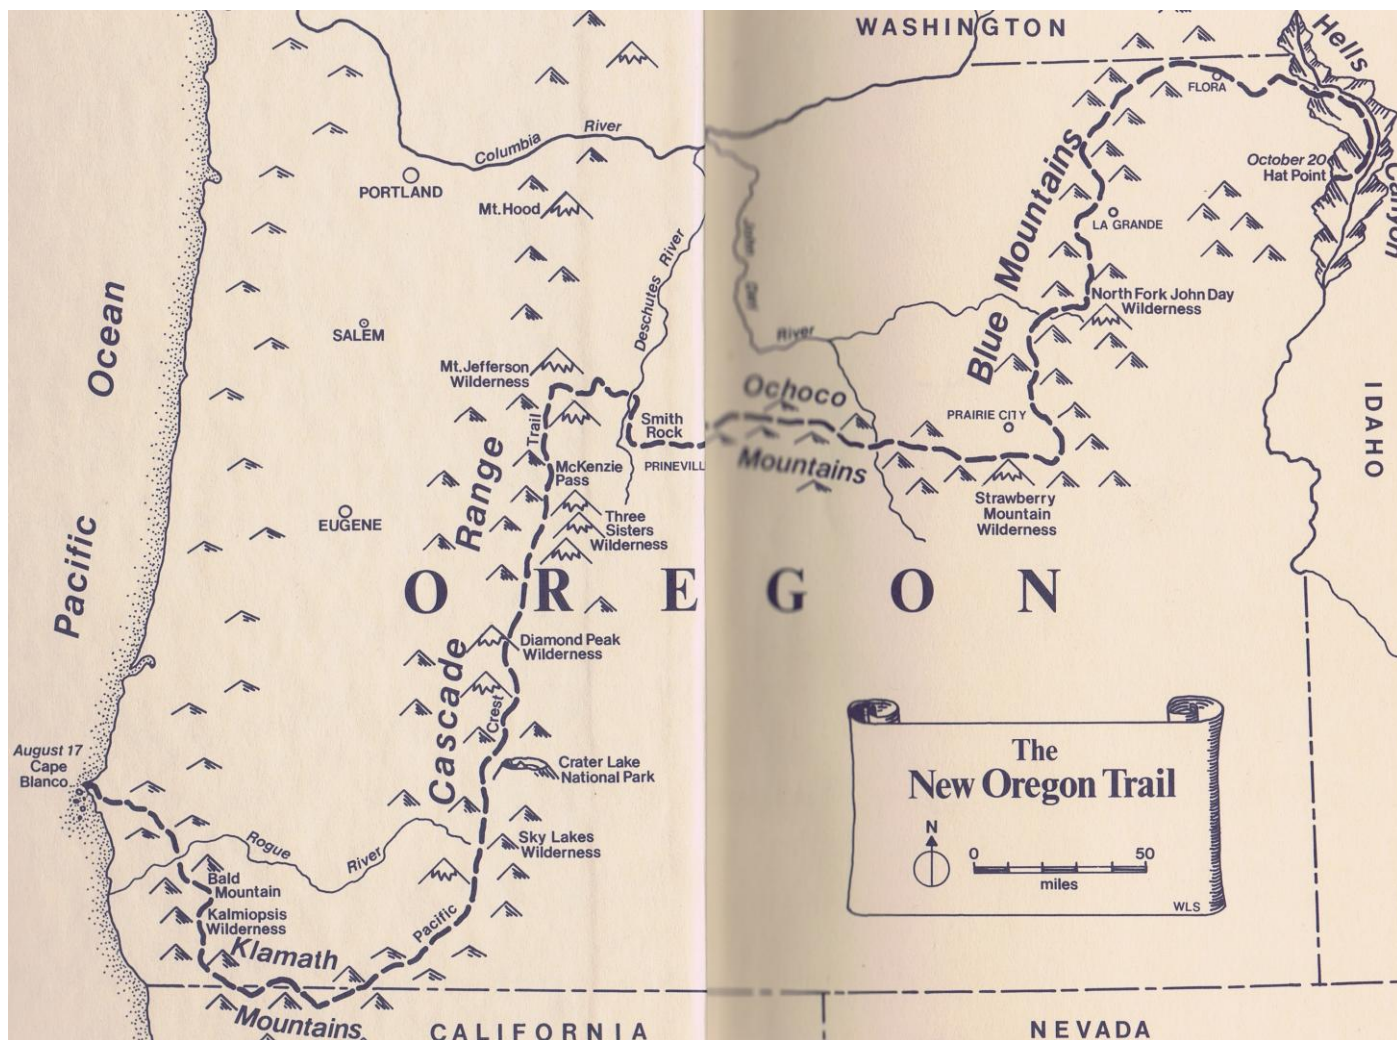 WASHINGTON
Hells
Canyon
FLORA
Columbia
River
PORTLAND
Mt. Hood
October 20
Hat Point
Blue Mountains
LA GRANDE
Deschutes River
John
Day
River
North Fork John Day
Wilderness
Pacific Ocean
SALEM
Mt. Jefferson
Wilderness
Ochoco
Mountains
IDAHO
Trail
Smith
Rock
PRINEVILL
PRAIRIE CITY
McKenzie
Pass
Strawberry
Mountain
Wilderness
EUGENE
Three
Sisters
Wilderness
Cascade Range
OREGON
Diamond Peak
Wilderness
Crest
August 17
Cape
Blanco
Crater Lake
National Park
Sky Lakes
Wilderness
Rogue
River
Bald
Mountain
Kalmiopsis
Wilderness
Pacific
Klamath
Mountains
The
New Oregon Trail
N
0 50
miles
WLS
CALIFORNIA
NEVADA